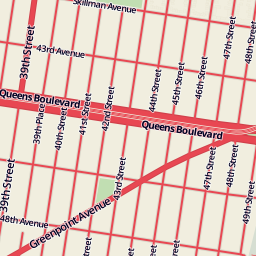 Skillman Avenue
39th Street
43rd Avenue
47th Street
48th Street
46th Street
45th Street
44th Street
Queens Boulevard
42nd Street
41st Street
40th Street
39th Place
Queens Boulevard
43rd Street
47th Street
48th Street
49th Street
39th Street
48th Avenue
Greenpoint Avenue